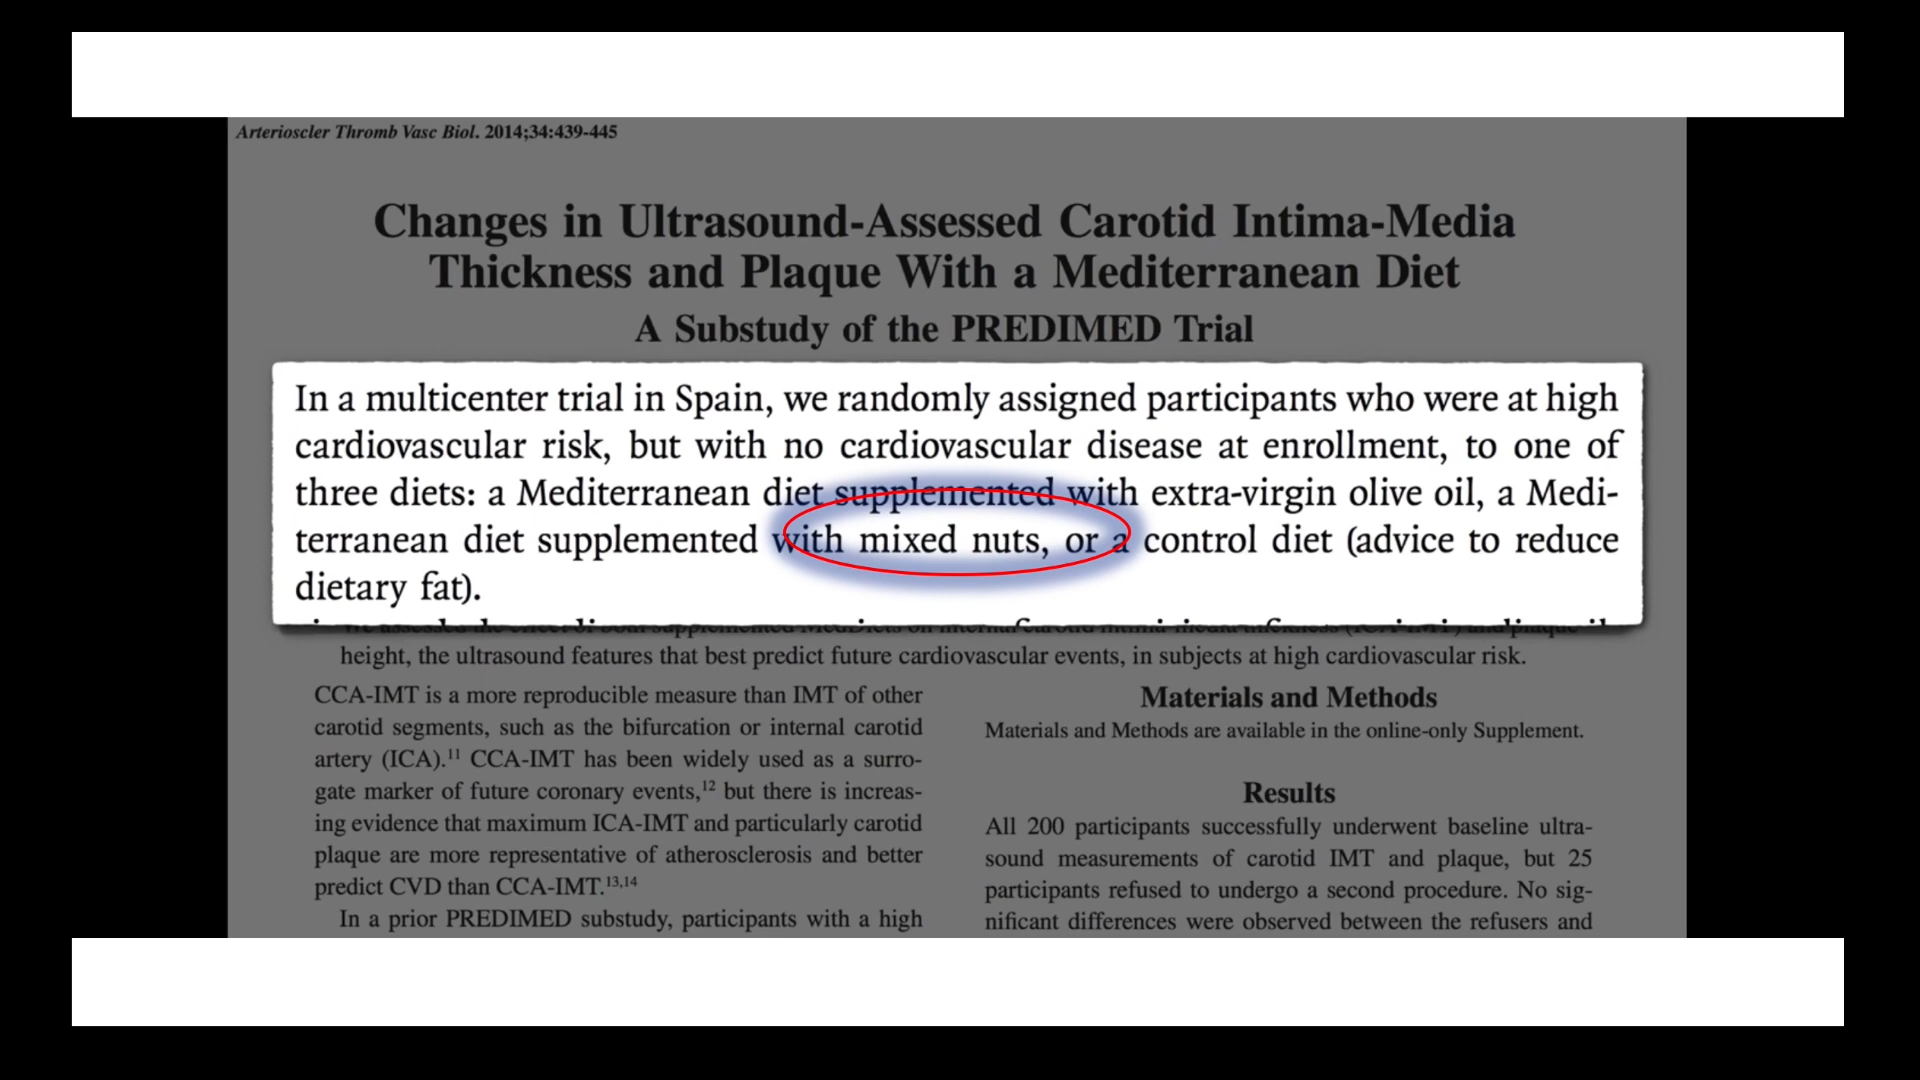 Arterioscler Thromb Vasc Biol. 2014;34:439-445
Changes in Ultrasound-Assessed Carotid Intima-Media
Thickness and Plaque With a Mediterranean Diet
A Substudy of the PREDIMED Trial
In a multicenter trial in Spain, we randomly assigned participants who were at high
cardiovascular risk, but with no cardiovascular disease at enrollment, to one of
three diets: a Mediterranean diet supplemented with extra-virgin olive oil, a Medi-
terranean diet supplemented with mixed nuts, or a control diet (advice to reduce
dietary fat).
height, the ultrasound features that best predict future cardiovascular events, in subjects at high cardiovascular risk.
CCA-IMT is a more reproducible measure than IMT of other
carotid segments, such as the bifurcation or internal carotid
artery (ICA).11 CCA-IMT has been widely used as a surro-
gate marker of future coronary events,12 but there is increas-
ing evidence that maximum ICA-IMT and particularly carotid
plaque are more representative of atherosclerosis and better
predict CVD than CCA-IMT.13,14
In a prior PREDIMED substudy, participants with a high
Materials and Methods
Materials and Methods are available in the online-only Supplement.
Results
All 200 participants successfully underwent baseline ultra-
sound measurements of carotid IMT and plaque, but 25
participants refused to undergo a second procedure. No sig-
nificant differences were observed between the refusers and